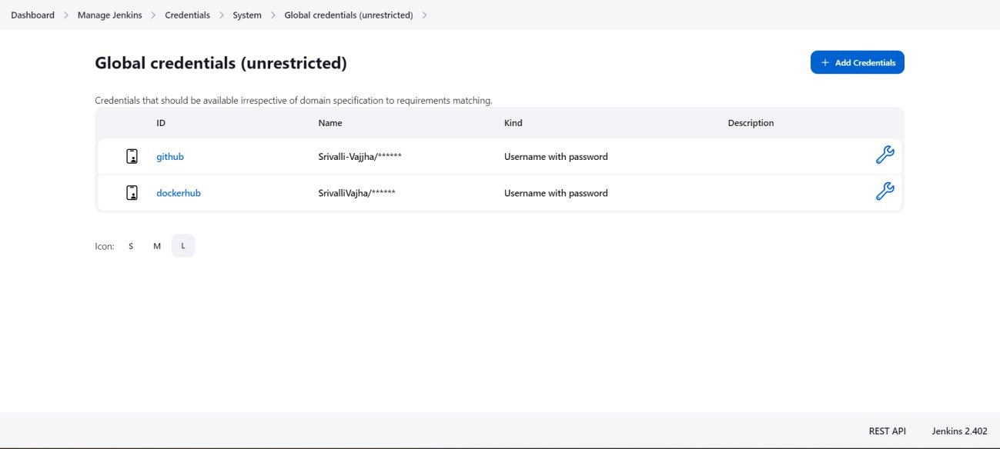 Dashboard > Manage Jenkins > Credentials > System > Global credentials (unrestricted) >
Global credentials (unrestricted)
+ Add Credentials
Credentials that should be available irrespective of domain specification to requirements matching.
ID Name Kind Description
github Srivalli-Vajjha/****** Username with password
dockerhub SrivalliVajha/****** Username with password
Icon: S M L
REST API Jenkins 2.402